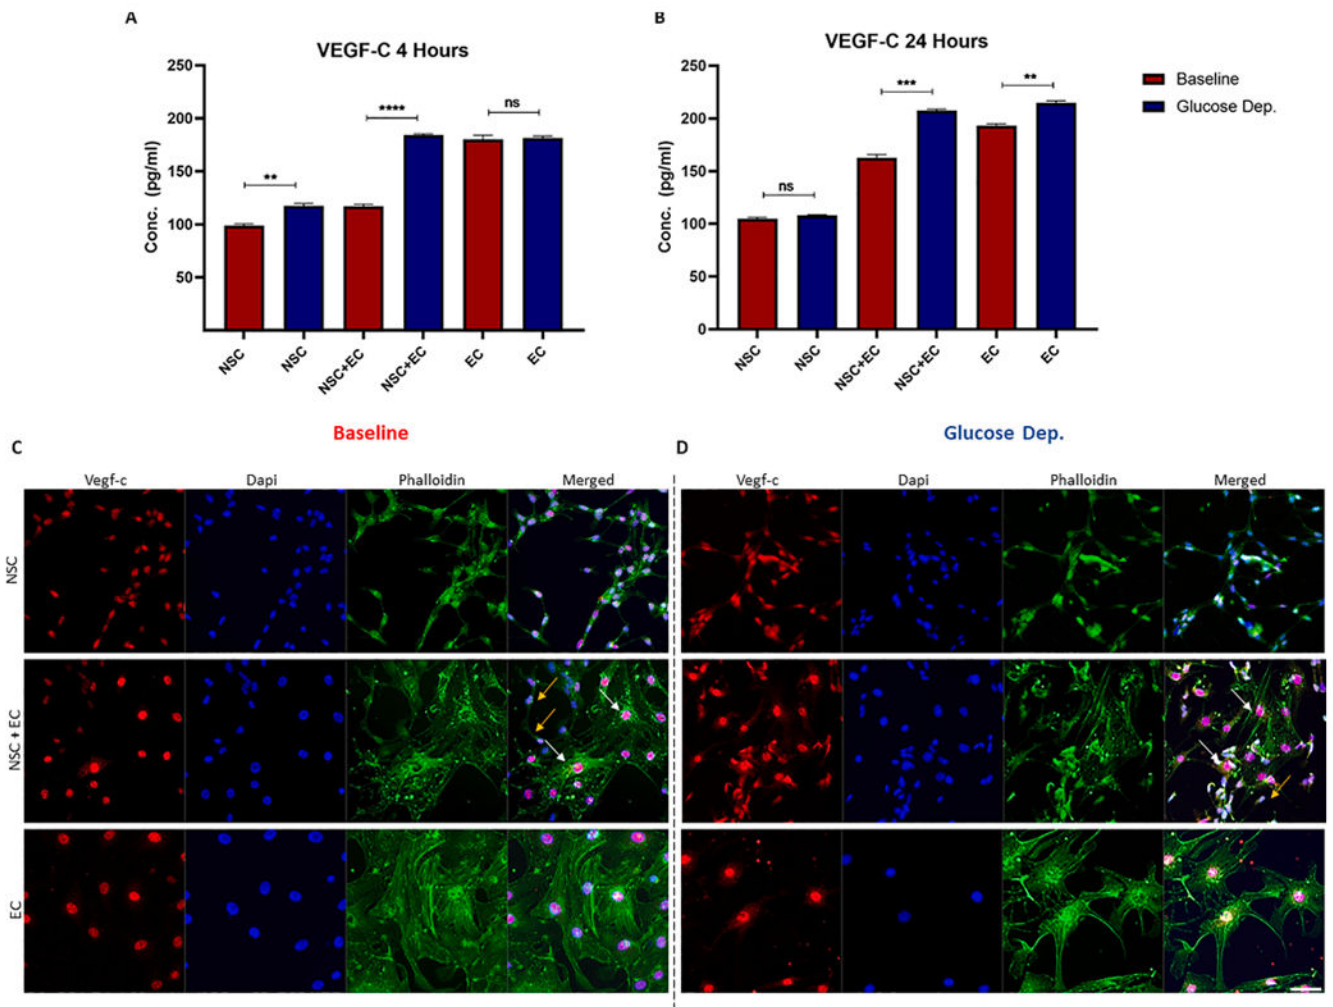 A
B
VEGF-C 4 Hours
VEGF-C 24 Hours
250
200
150
100
50
Conc. (pg/ml)
**
****
ns
NSC
NSC
NSC+EC
NSC+EC
EC
EC
250
200
150
100
50
0
Conc. (pg/ml)
ns
***
**
NSC
NSC
NSC+EC
NSC+EC
EC
EC
Baseline
Glucose Dep.
Baseline
Glucose Dep.
C
D
Vegf-c Dapi Phalloidin Merged
Vegf-c Dapi Phalloidin Merged
NSC
NSC + EC
EC